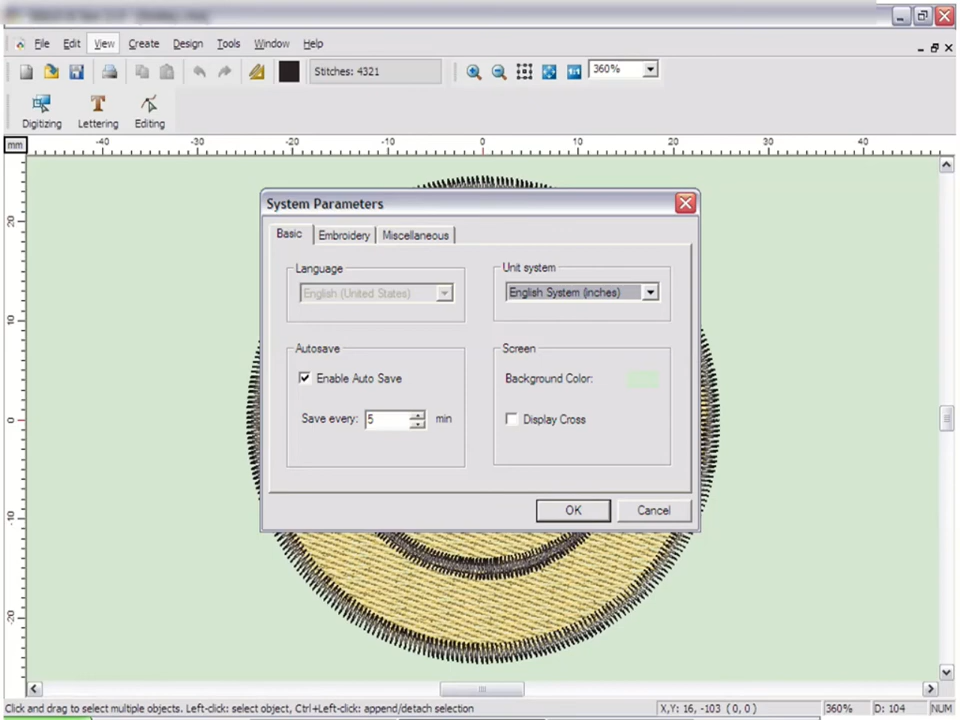 File Edit View Create Design Tools Window Help
Stitches: 4321
360%
Digitizing Lettering Editing
mm
-40 -30 -20 -10 0 10 20 30 40
20
10
0
-10
-20
System Parameters
Basic Embroidery Miscellaneous
Language
English (United States)
Unit system
English System (inches)
Autosave
Enable Auto Save
Save every: 5 min
Screen
Background Color:
Display Cross
OK Cancel
Click and drag to select multiple objects. Left-click: select object, Ctrl+Left-click: append/detach selection
X,Y: 16, -103 ( 0, 0)
360%
D: 104
NUM